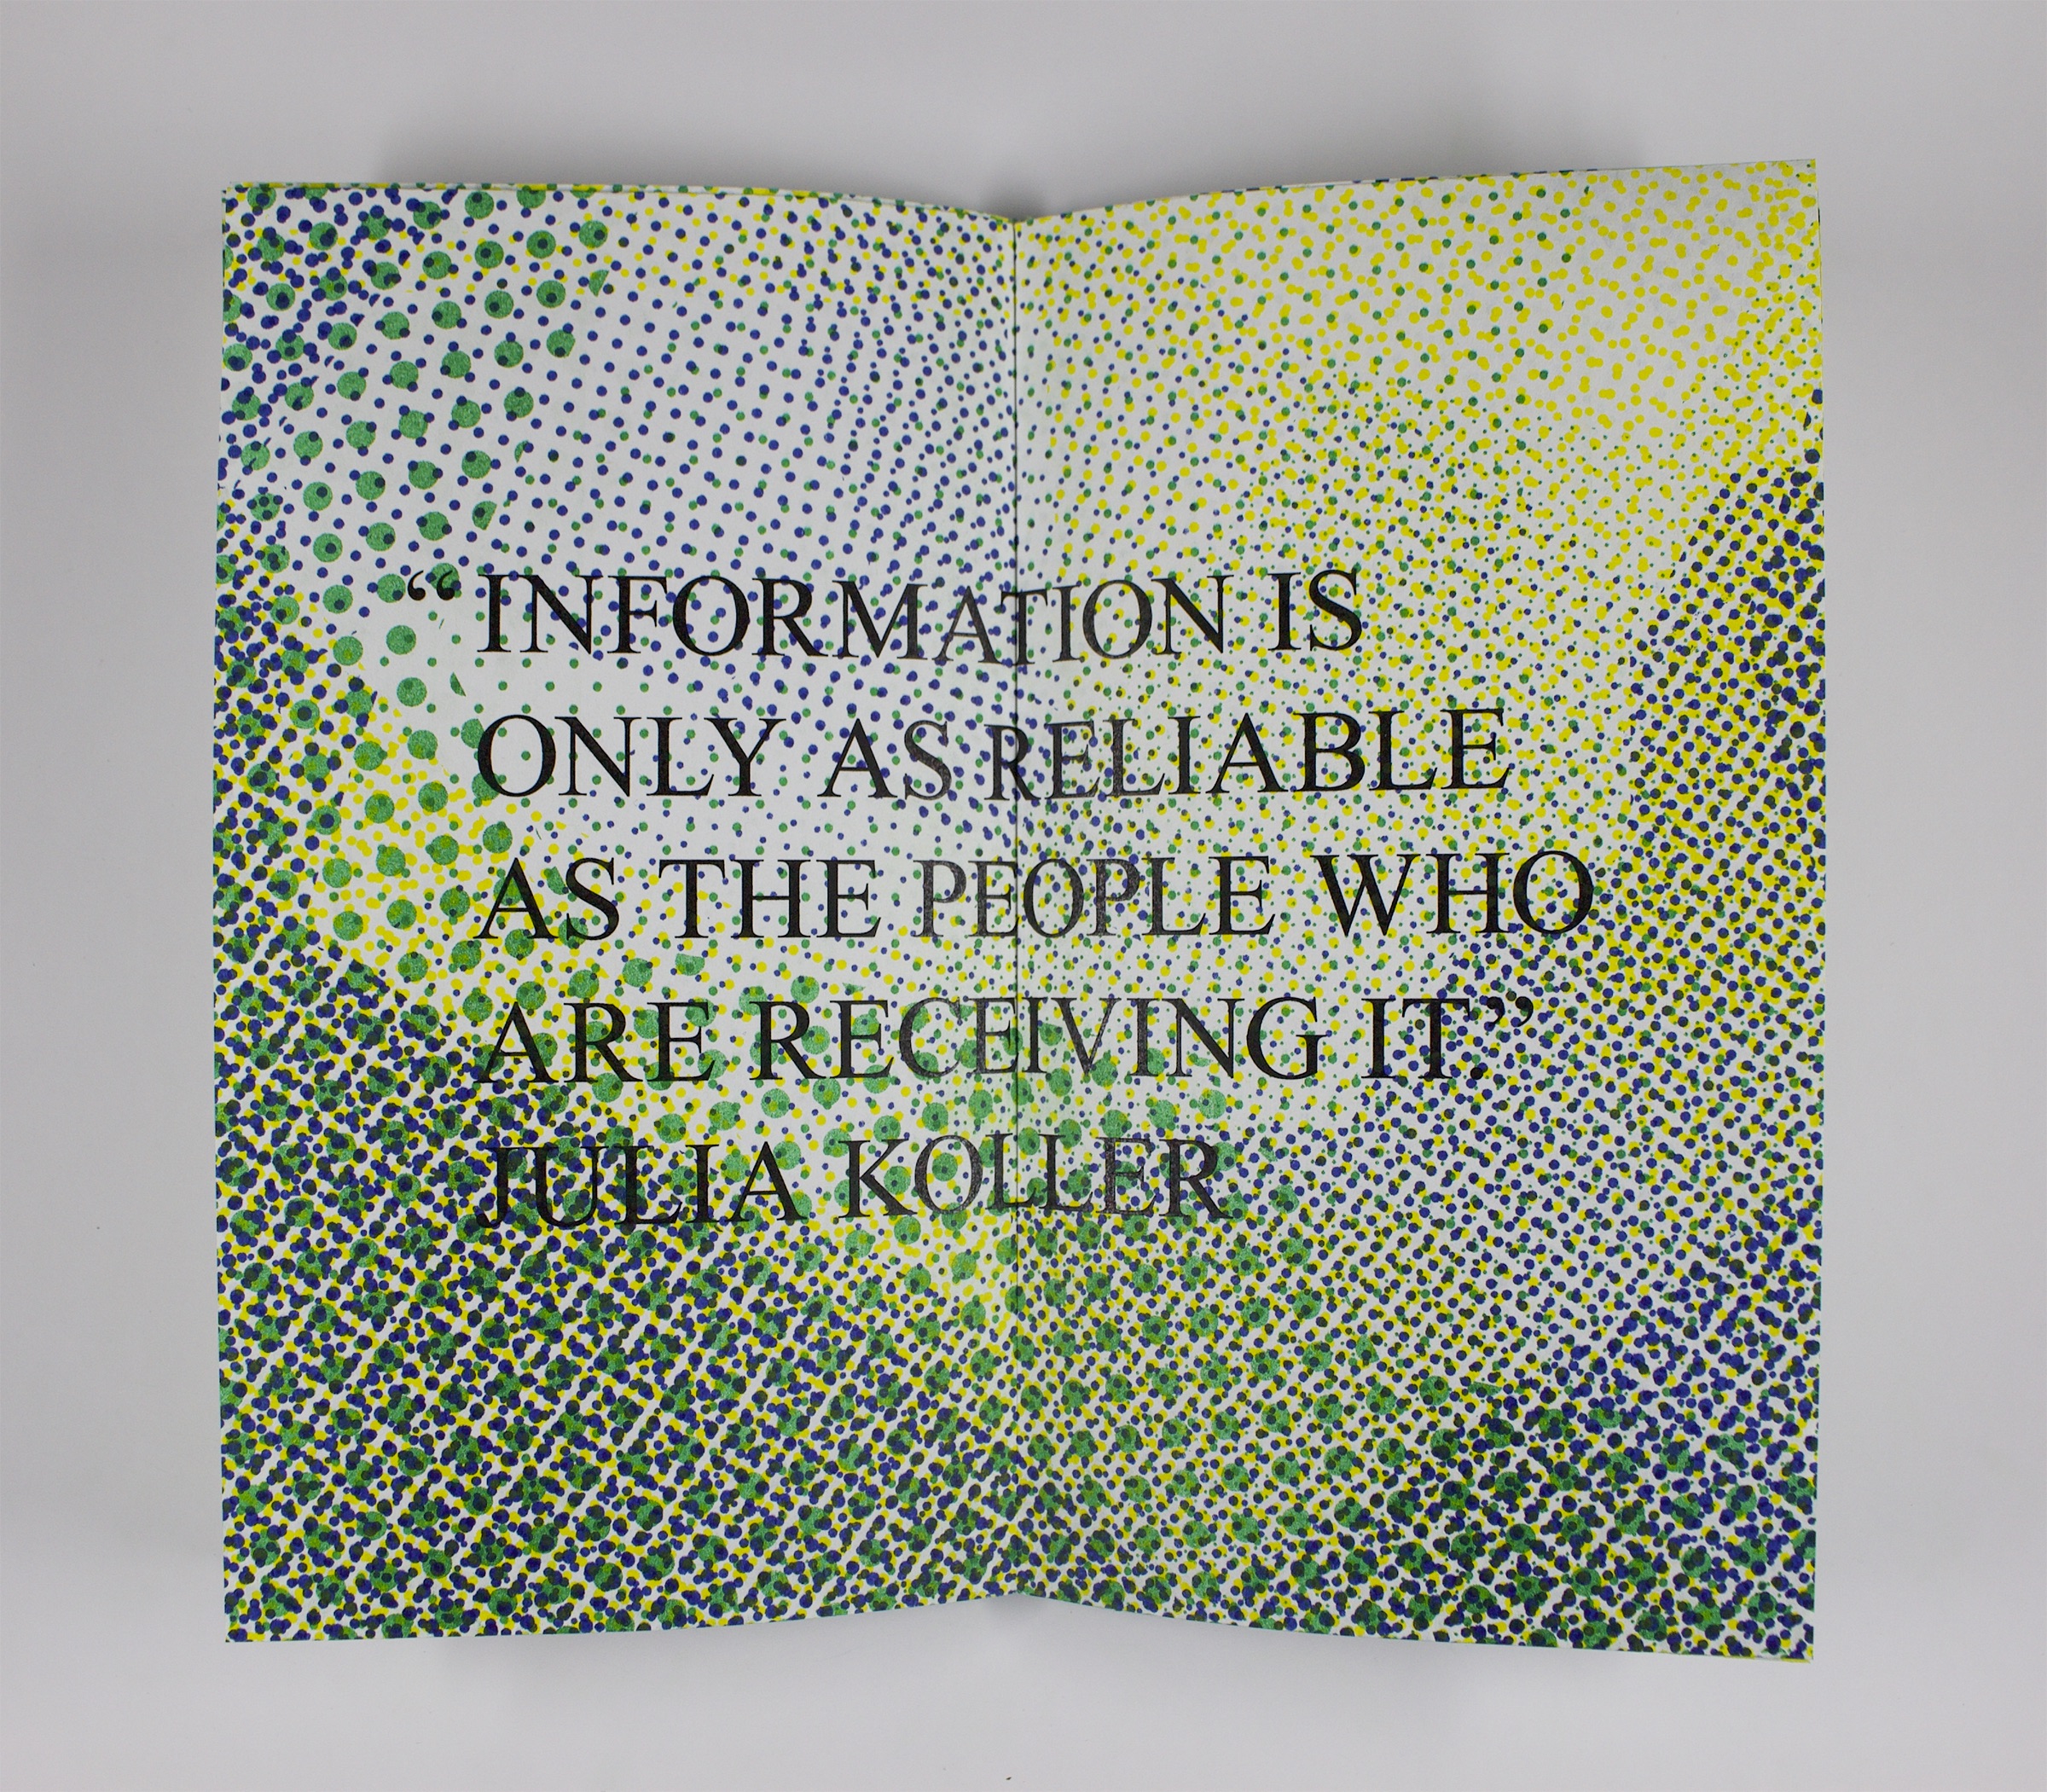 “INFORMATION IS
ONLY AS RELIABLE
AS THE PEOPLE WHO
ARE RECEIVING IT.”
JULIA KOLLER